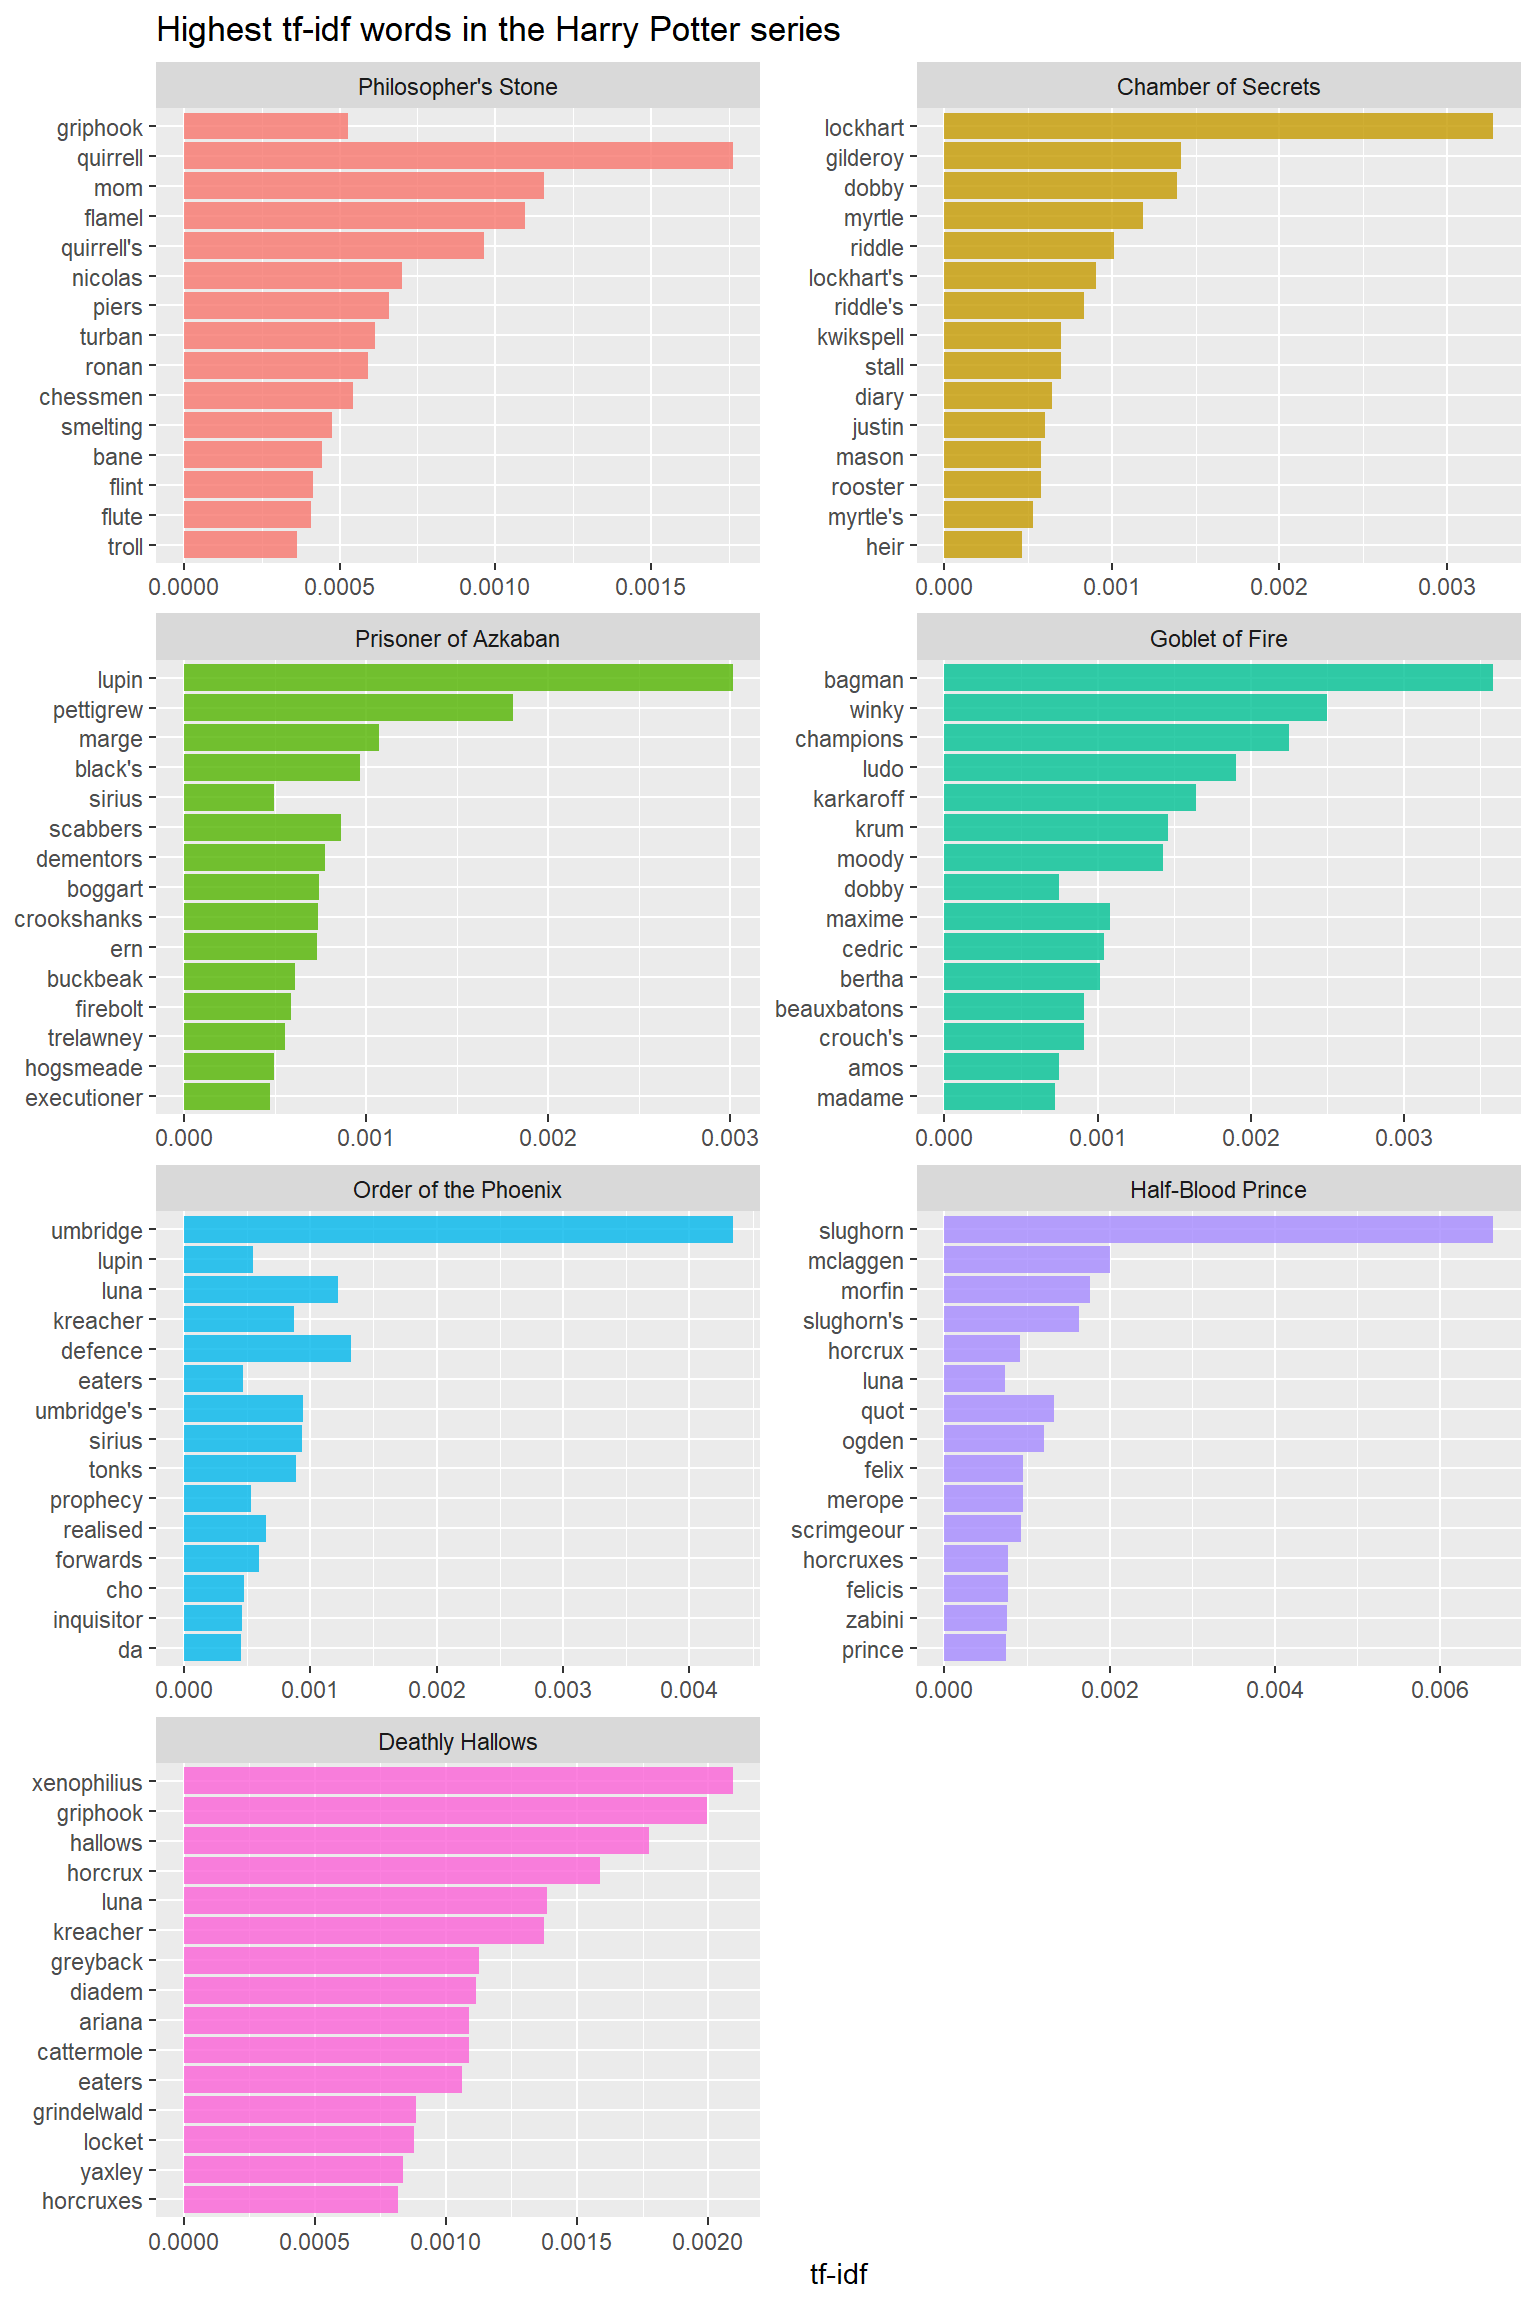 Highest tf-idf words in the Harry Potter series
Philosopher's Stone
griphook
quirrell
mom
flamel
quirrell's
nicolas
piers
turban
ronan
chessmen
smelting
bane
flint
flute
troll
0.0000 0.0005 0.0010 0.0015
Chamber of Secrets
lockhart
gilderoy
dobby
myrtle
riddle
lockhart's
riddle's
kwikspell
stall
diary
justin
mason
rooster
myrtle's
heir
0.000 0.001 0.002 0.003
Prisoner of Azkaban
lupin
pettigrew
marge
black's
sirius
scabbers
dementors
boggart
crookshanks
ern
buckbeak
firebolt
trelawney
hogsmeade
executioner
0.000 0.001 0.002 0.003
Goblet of Fire
bagman
winky
champions
ludo
karkaroff
krum
moody
dobby
maxime
cedric
bertha
beauxbatons
crouch's
amos
madame
0.000 0.001 0.002 0.003
Order of the Phoenix
umbridge
lupin
luna
kreacher
defence
eaters
umbridge's
sirius
tonks
prophecy
realised
forwards
cho
inquisitor
da
0.000 0.001 0.002 0.003 0.004
Half-Blood Prince
slughorn
mclaggen
morfin
slughorn's
horcrux
luna
quot
ogden
felix
merope
scrimgeour
horcruxes
felicis
zabini
prince
0.000 0.002 0.004 0.006
Deathly Hallows
xenophilius
griphook
hallows
horcrux
luna
kreacher
greyback
diadem
ariana
cattermole
eaters
grindelwald
locket
yaxley
horcruxes
0.0000 0.0005 0.0010 0.0015 0.0020
tf-idf